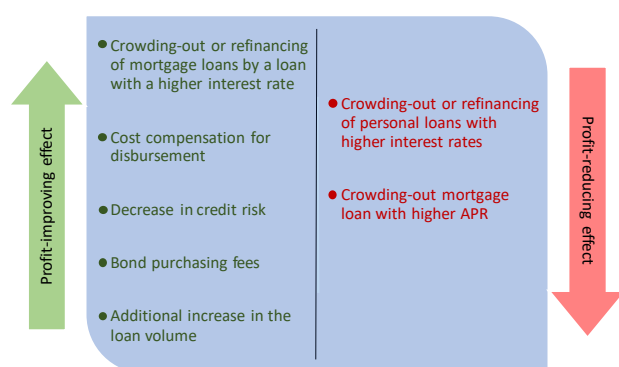 Profit-improving effect
● Crowding-out or refinancing
of mortgage loans by a loan
with a higher interest rate
● Cost compensation for
disbursement
● Decrease in credit risk
● Bond purchasing fees
● Additional increase in the
loan volume
● Crowding-out or refinancing
of personal loans with
higher interest rates
● Crowding-out mortgage
loan with higher APR
Profit-reducing effect